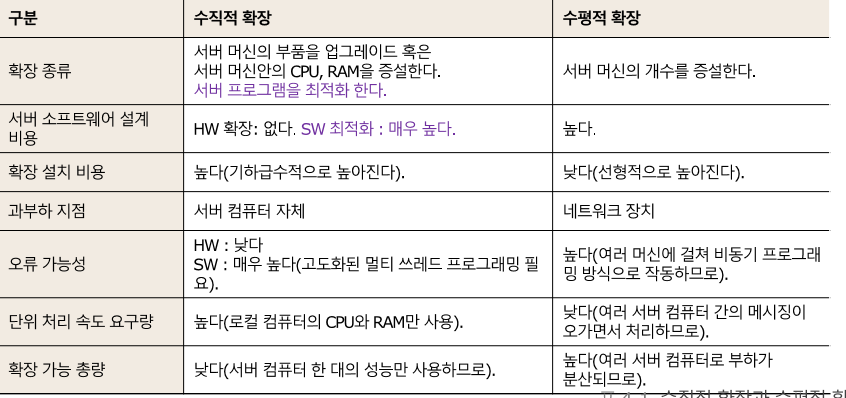 구분 수직적 확장 수평적 확장
확장 종류
서버 머신의 부품을 업그레이드 혹은
서버 머신안의 CPU, RAM을 증설한다.
서버 프로그램을 최적화 한다.
서버 머신의 개수를 증설한다.
서버 소프트웨어 설계
비용
HW 확장: 없다. SW 최적화 : 매우 높다.
높다.
확장 설치 비용
높다(기하급수적으로 높아진다).
낮다(선형적으로 높아진다).
과부하 지점
서버 컴퓨터 자체
네트워크 장치
오류 가능성
HW : 낮다
SW : 매우 높다(고도화된 멀티 쓰레드 프로그래밍 필
요).
높다(여러 머신에 걸쳐 비동기 프로그래
밍 방식으로 작동하므로).
단위 처리 속도 요구량
높다(로컬 컴퓨터의 CPU와 RAM만 사용).
낮다(여러 서버 컴퓨터 간의 메시징이
오가면서 처리하므로).
확장 가능 총량
낮다(서버 컴퓨터 한 대의 성능만 사용하므로).
높다(여러 서버 컴퓨터로 부하가
분산되므로).
수직적 확장과 수평적